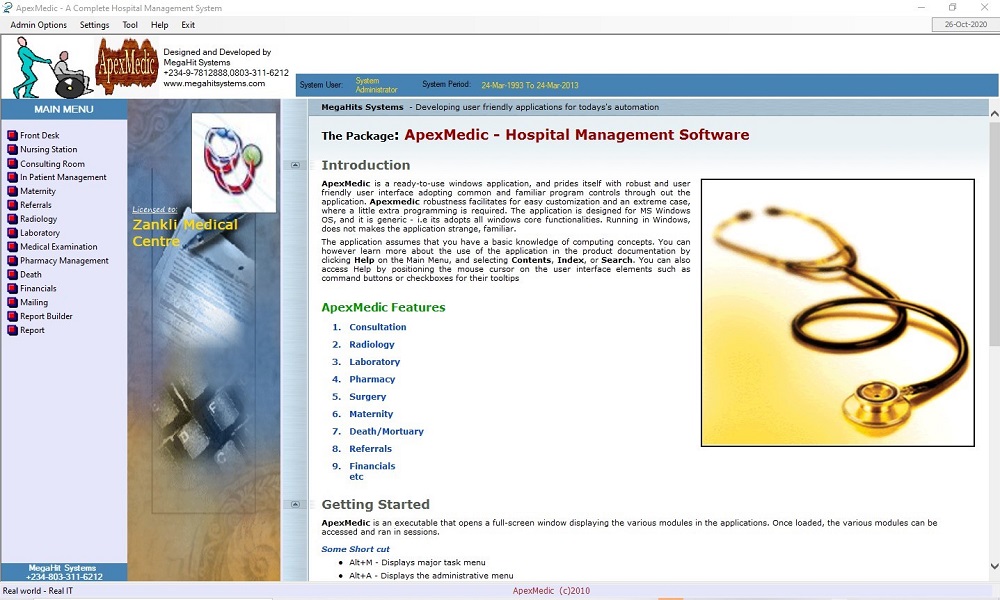 ApexMedic - A Complete Hospital Management System
Admin Options Settings Tool Help Exit
26-Oct-2020
ApexMedic
Designed and Developed by
MegaHit Systems
+234-9-7812888,0803-311-6212
www.megahitsystems.com
System User:
System
Administrator
System Period:
24-Mar-1993 To 24-Mar-2013
MAIN MENU
Front Desk
Nursing Station
Consulting Room
In Patient Management
Maternity
Referrals
Radiology
Laboratory
Medical Examination
Pharmacy Management
Death
Financials
Mailing
Report Builder
Report
MegaHit Systems
+234-803-311-6212
Licensed to:
Zankli Medical
Centre
MegaHits Systems - Developing user friendly applications for todays's automation
The Package: ApexMedic - Hospital Management Software
Introduction
ApexMedic is a ready-to-use windows application, and prides itself with robust and user
friendly user interface adopting common and familiar program controls through out the
application. Apexmedic robustness facilitates for easy customization and an extreme case,
where a little extra programming is required. The application is designed for MS Windows
OS, and it is generic - i.e its adopts all windows core functionalities. Running in Windows,
does not makes the application strange, familiar.
The application assumes that you have a basic knowledge of computing concepts. You can
however learn more about the use of the application in the product documentation by
clicking Help on the Main Menu, and selecting Contents, Index, or Search. You can also
access Help by positioning the mouse cursor on the user interface elements such as
command buttons or checkboxes for their tooltips
ApexMedic Features
1. Consultation
2. Radiology
3. Laboratory
4. Pharmacy
5. Surgery
6. Maternity
7. Death/Mortuary
8. Referrals
9. Financials
etc
Getting Started
ApexMedic is an executable that opens a full-screen window displaying the various modules in the applications. Once loaded, the various modules can be
accessed and ran in sessions.
Some Short cut
● Alt+M - Displays major task menu
● Alt+A - Displays the administrative menu
Real world - Real IT
ApexMedic (c)2010